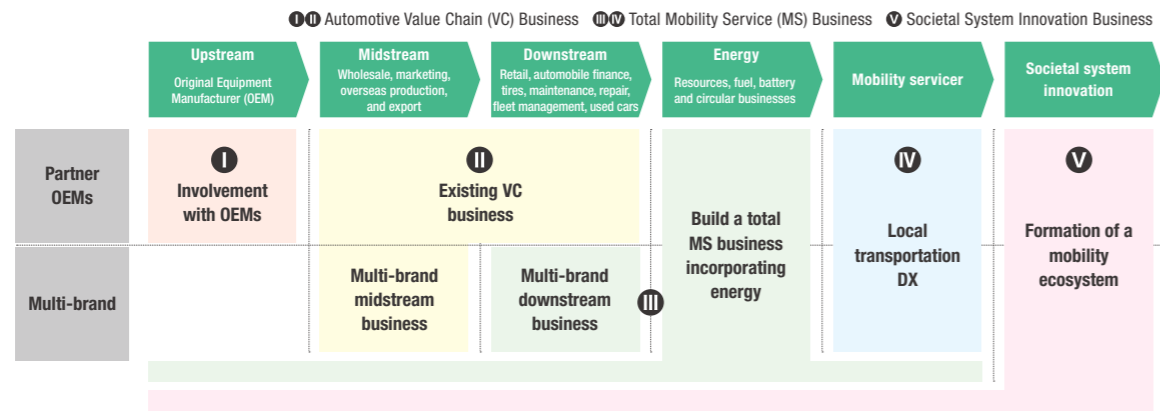 Ⅰ Ⅱ Automotive Value Chain (VC) Business Ⅲ Ⅳ Total Mobility Service (MS) Business Ⅴ Societal System Innovation Business
Upstream
Original Equipment
Manufacturer (OEM)
Midstream
Wholesale, marketing,
overseas production,
and export
Downstream
Retail, automobile finance,
tires, maintenance, repair,
fleet management, used cars
Energy
Resources, fuel, battery
and circular businesses
Mobility servicer
Societal system
innovation
Partner
OEMs
Ⅰ
Involvement
with OEMs
Ⅱ
Existing VC
business
Multi-brand
Multi-brand
midstream
business
Multi-brand
downstream
business
Ⅲ
Build a total
MS business
incorporating
energy
Ⅳ
Local
transportation
DX
Ⅴ
Formation of a
mobility
ecosystem